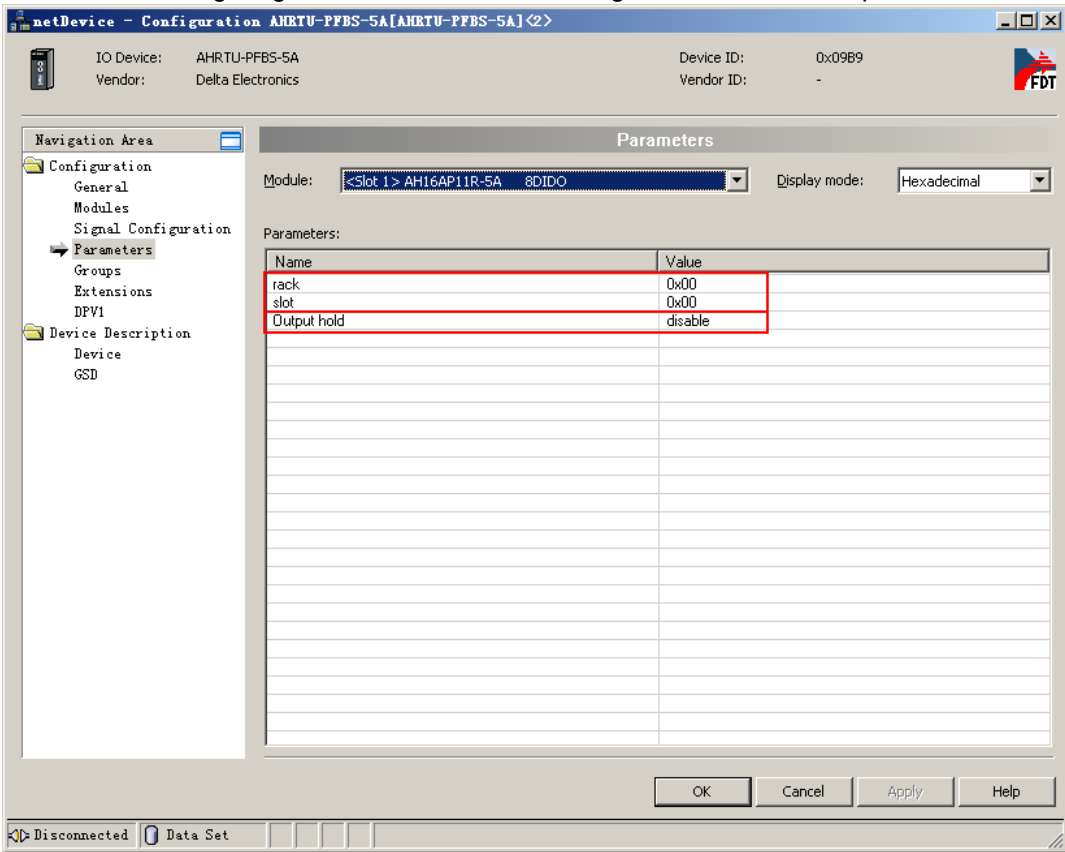 netDevice - Configuration AHRTU-PFBS-5A[AHRTU-PFBS-5A]<2>
IO Device: AHRTU-PFBS-5A Device ID: 0x09B9
Vendor: Delta Electronics Vendor ID: -
FDT
Navigation Area
Parameters
Configuration
General
Modules
Signal Configuration
Parameters
Groups
Extensions
DPV1
Device Description
Device
GSD
Module: <Slot 1> AH16AP11R-5A 8DIDO Display mode: Hexadecimal
Parameters:
Name Value
rack 0x00
slot 0x00
Output hold disable
OK Cancel Apply Help
Disconnected Data Set